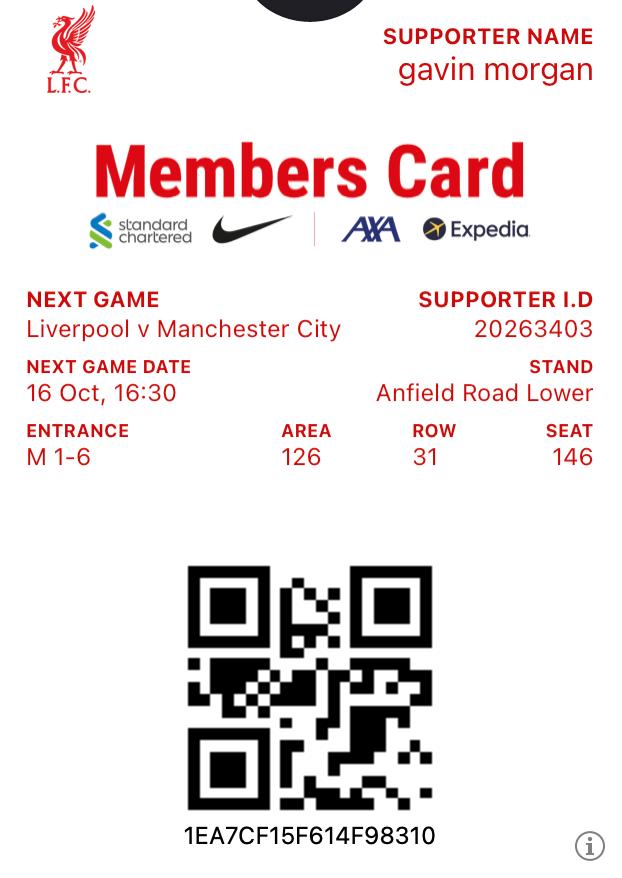 L.F.C.
SUPPORTER NAME
gavin morgan
Members Card
standard
chartered
AXA
Expedia
NEXT GAME
SUPPORTER I.D
Liverpool v Manchester City
20263403
NEXT GAME DATE
STAND
16 Oct, 16:30
Anfield Road Lower
ENTRANCE AREA ROW SEAT
M 1-6 126 31 146
1EA7CF15F614F98310